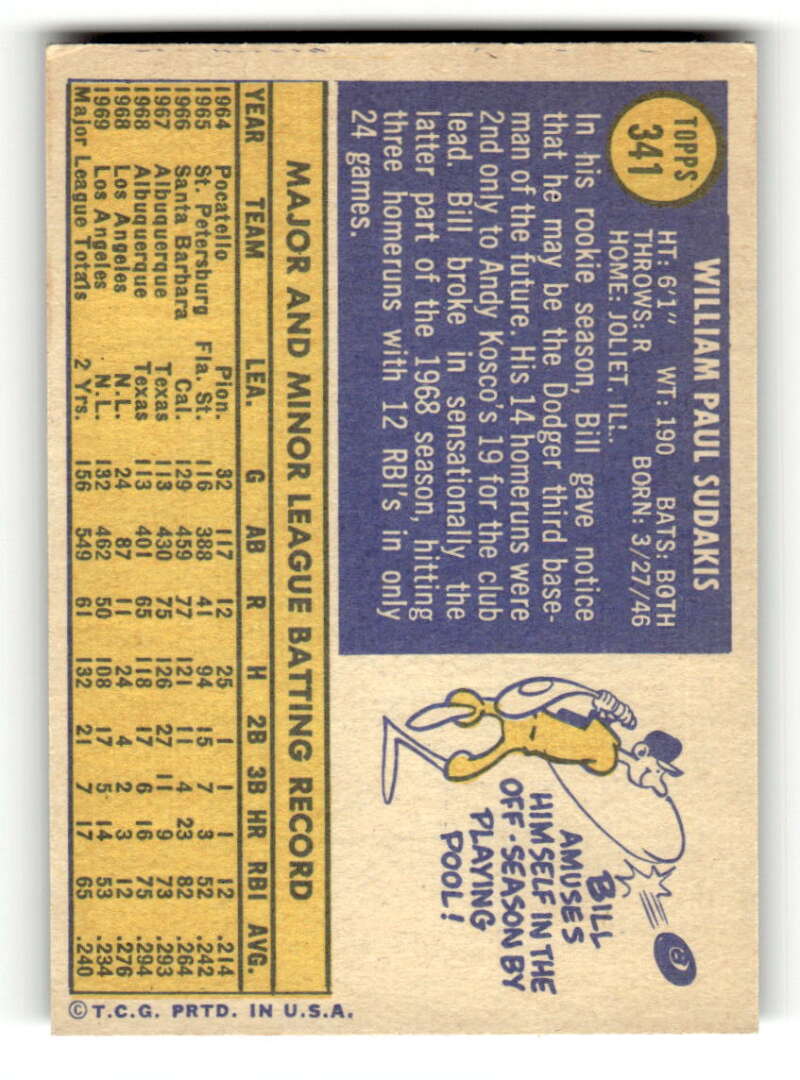 TOPPS
341
WILLIAM PAUL SUDAKIS
HT: 6'1" WT: 190 BATS: BOTH
THROWS: R BORN: 3/27/46
HOME: JOLIET, ILL.
In his rookie season, Bill gave notice
that he may be the Dodger third base-
man of the future. His 14 homeruns were
2nd only to Andy Kosco's 19 for the club
lead. Bill broke in sensationally the
latter part of the 1968 season, hitting
three homeruns with 12 RBI's in only
24 games.
BILL
AMUSES
HIMSELF IN THE
OFF-SEASON BY
PLAYING
POOL!
8
MAJOR AND MINOR LEAGUE BATTING RECORD
YEAR TEAM LEA. G AB R H 2B 3B HR RBI AVG.
1964 Pocatello Pion. 32 117 12 25 1 1 1 12 .214
1965 St. Petersburg Fla. St. 116 388 41 94 15 7 3 52 .242
1966 Santa Barbara Cal. 129 459 77 121 11 4 23 82 .264
1967 Albuquerque Texas 113 430 75 126 27 11 9 73 .293
1968 Albuquerque Texas 113 401 65 118 17 6 16 75 .294
1968 Los Angeles N.L. 24 87 11 24 4 2 3 12 .276
1969 Los Angeles N.L. 132 462 50 108 17 5 14 53 .234
Major League Totals 2 Yrs. 156 549 61 132 21 7 17 65 .240
© T.C.G. PRTD. IN U.S.A.